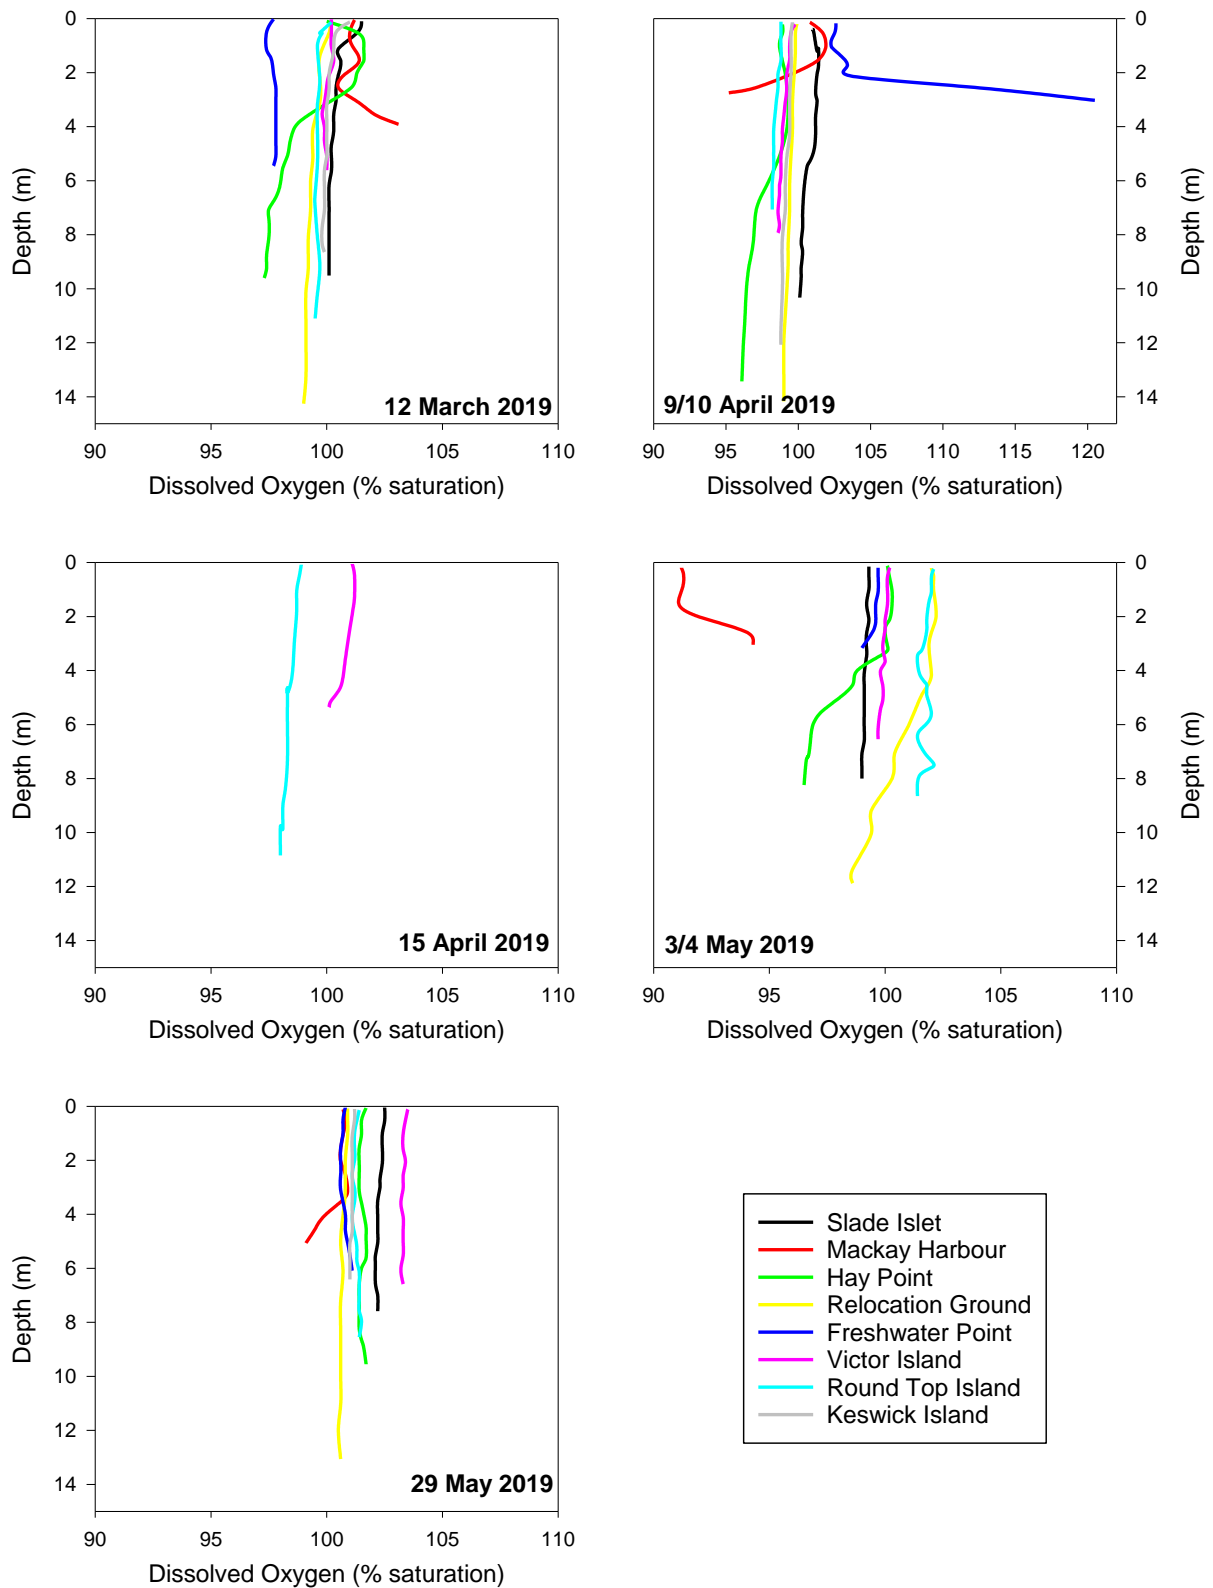 0
2
4
6
8
10
12
14
Depth (m)
12 March 2019
90 95 100 105 110
Dissolved Oxygen (% saturation)
0
2
4
6
8
10
12
14
Depth (m)
9/10 April 2019
90 95 100 105 110 115 120
Dissolved Oxygen (% saturation)
0
2
4
6
8
10
12
14
Depth (m)
15 April 2019
90 95 100 105 110
Dissolved Oxygen (% saturation)
0
2
4
6
8
10
12
14
Depth (m)
3/4 May 2019
90 95 100 105 110
Dissolved Oxygen (% saturation)
0
2
4
6
8
10
12
14
Depth (m)
29 May 2019
90 95 100 105 110
Dissolved Oxygen (% saturation)
Slade Islet
Mackay Harbour
Hay Point
Relocation Ground
Freshwater Point
Victor Island
Round Top Island
Keswick Island